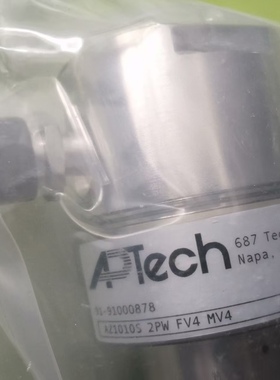 APTech
687 Te
Napa.
-91000878
AZ1010S 2PW FV4 MV4